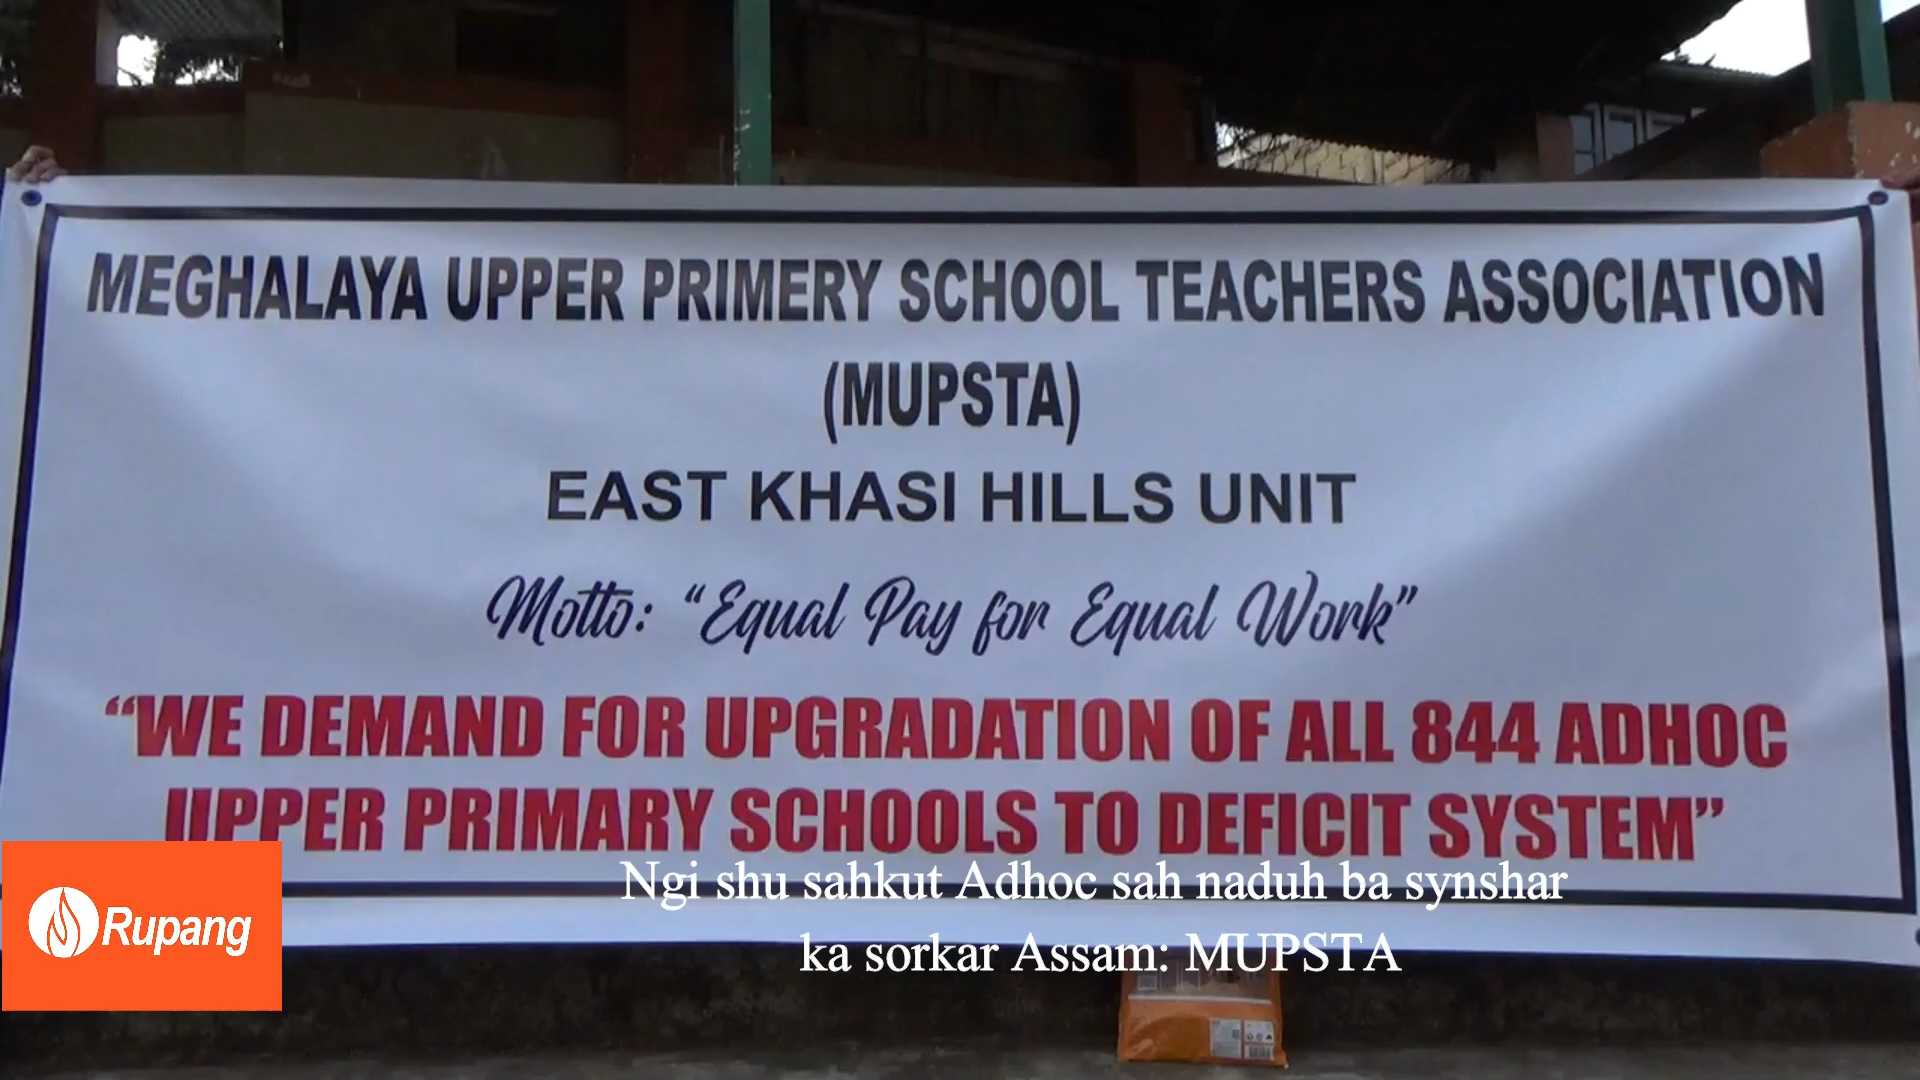 MEGHALAYA UPPER PRIMERY SCHOOL TEACHERS ASSOCIATION
(MUPSTA)
EAST KHASI HILLS UNIT
Motto: “Equal Pay for Equal Work”
“WE DEMAND FOR UPGRADATION OF ALL 844 ADHOC
UPPER PRIMARY SCHOOLS TO DEFICIT SYSTEM”
Ngi shu sahkut Adhoc sah naduh ba synshar
ka sorkar Assam: MUPSTA
Rupang